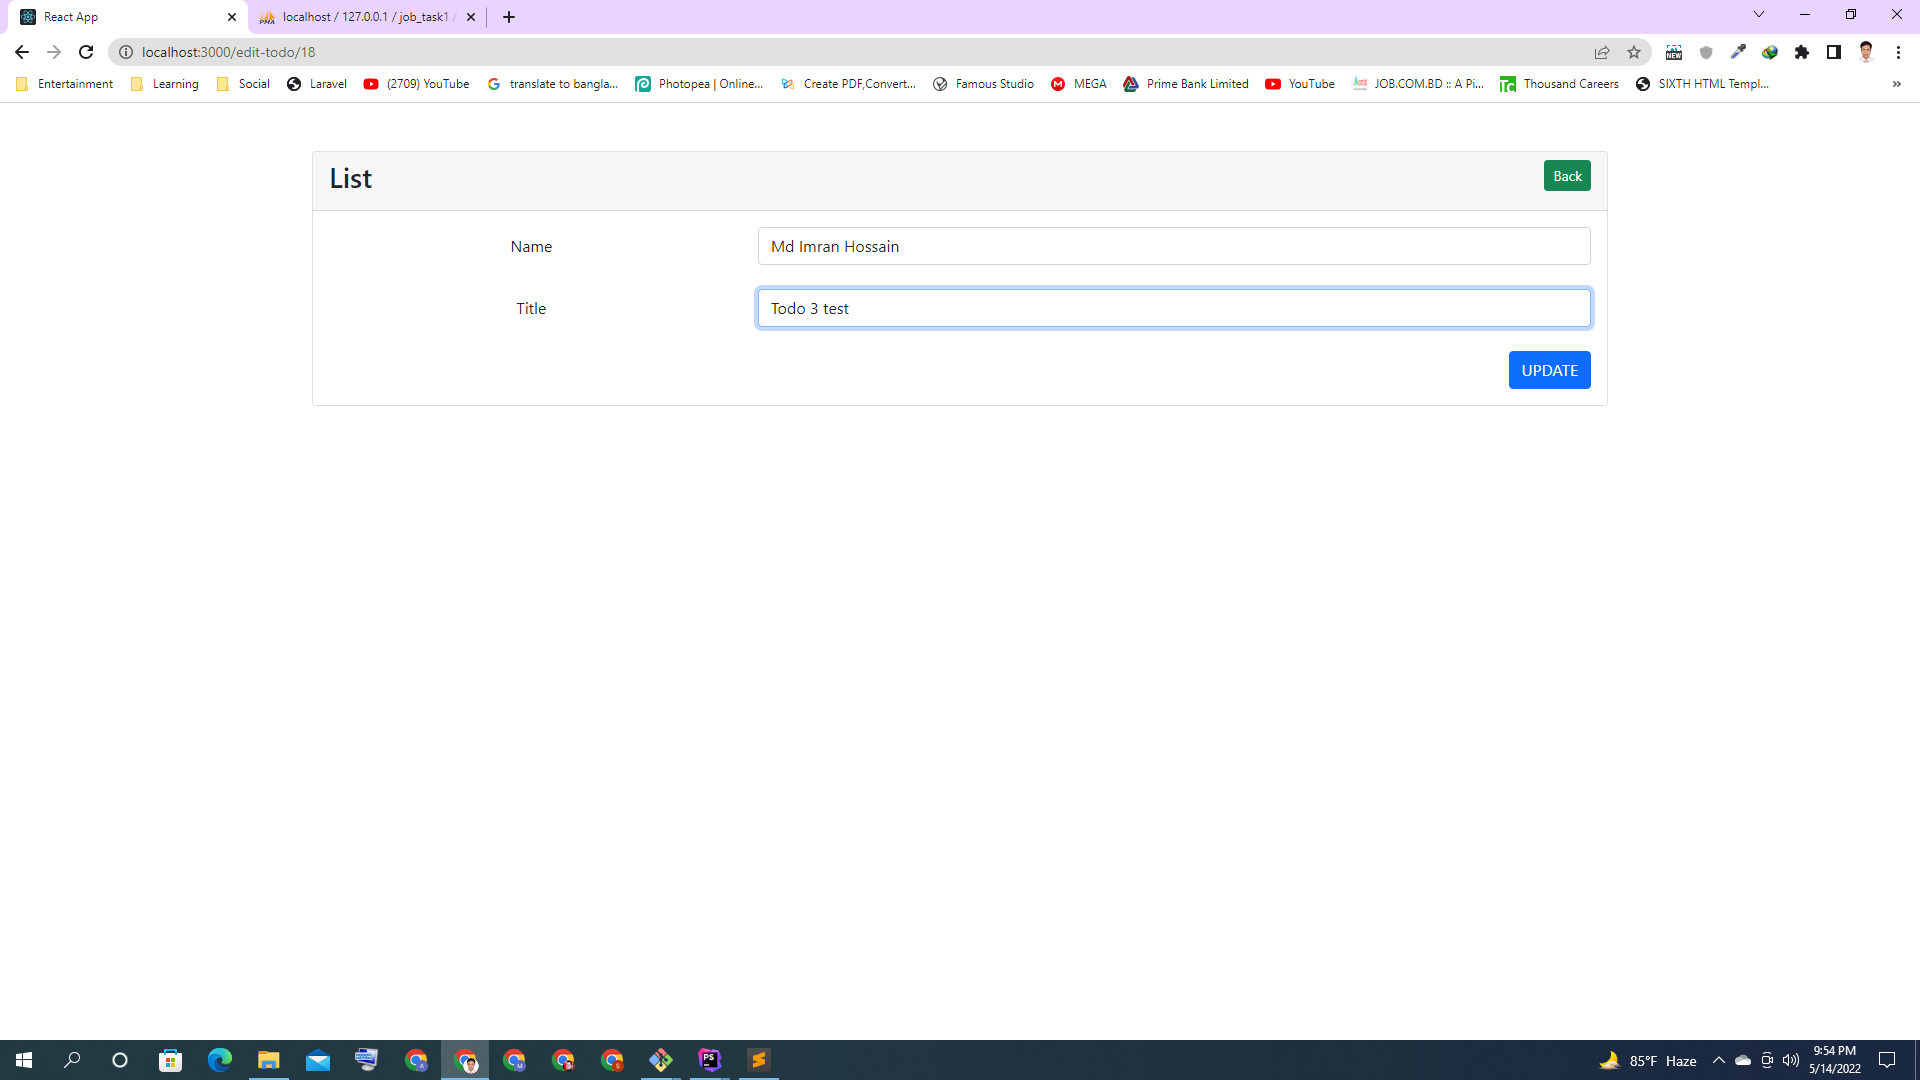 React App
localhost / 127.0.0.1 / job_task1 /
localhost:3000/edit-todo/18
Entertainment Learning Social Laravel (2709) YouTube translate to bangla... Photopea | Online... Create PDF,Convert... Famous Studio MEGA Prime Bank Limited YouTube JOB.COM.BD :: A Pi... Thousand Careers SIXTH HTML Templ... »
List
Back
Name
Md Imran Hossain
Title
Todo 3 test
UPDATE
85°F Haze
9:54 PM
5/14/2022